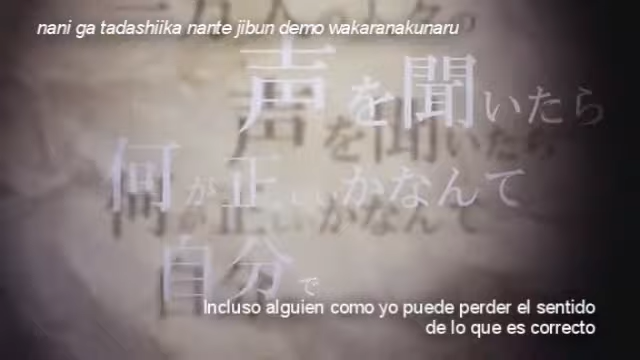 nani ga tadashiika nante jibun demo wakaranakunaru
声を聞いたら
何が正しいかなんて
自分で
Incluso alguien como yo puede perder el sentido
de lo que es correcto